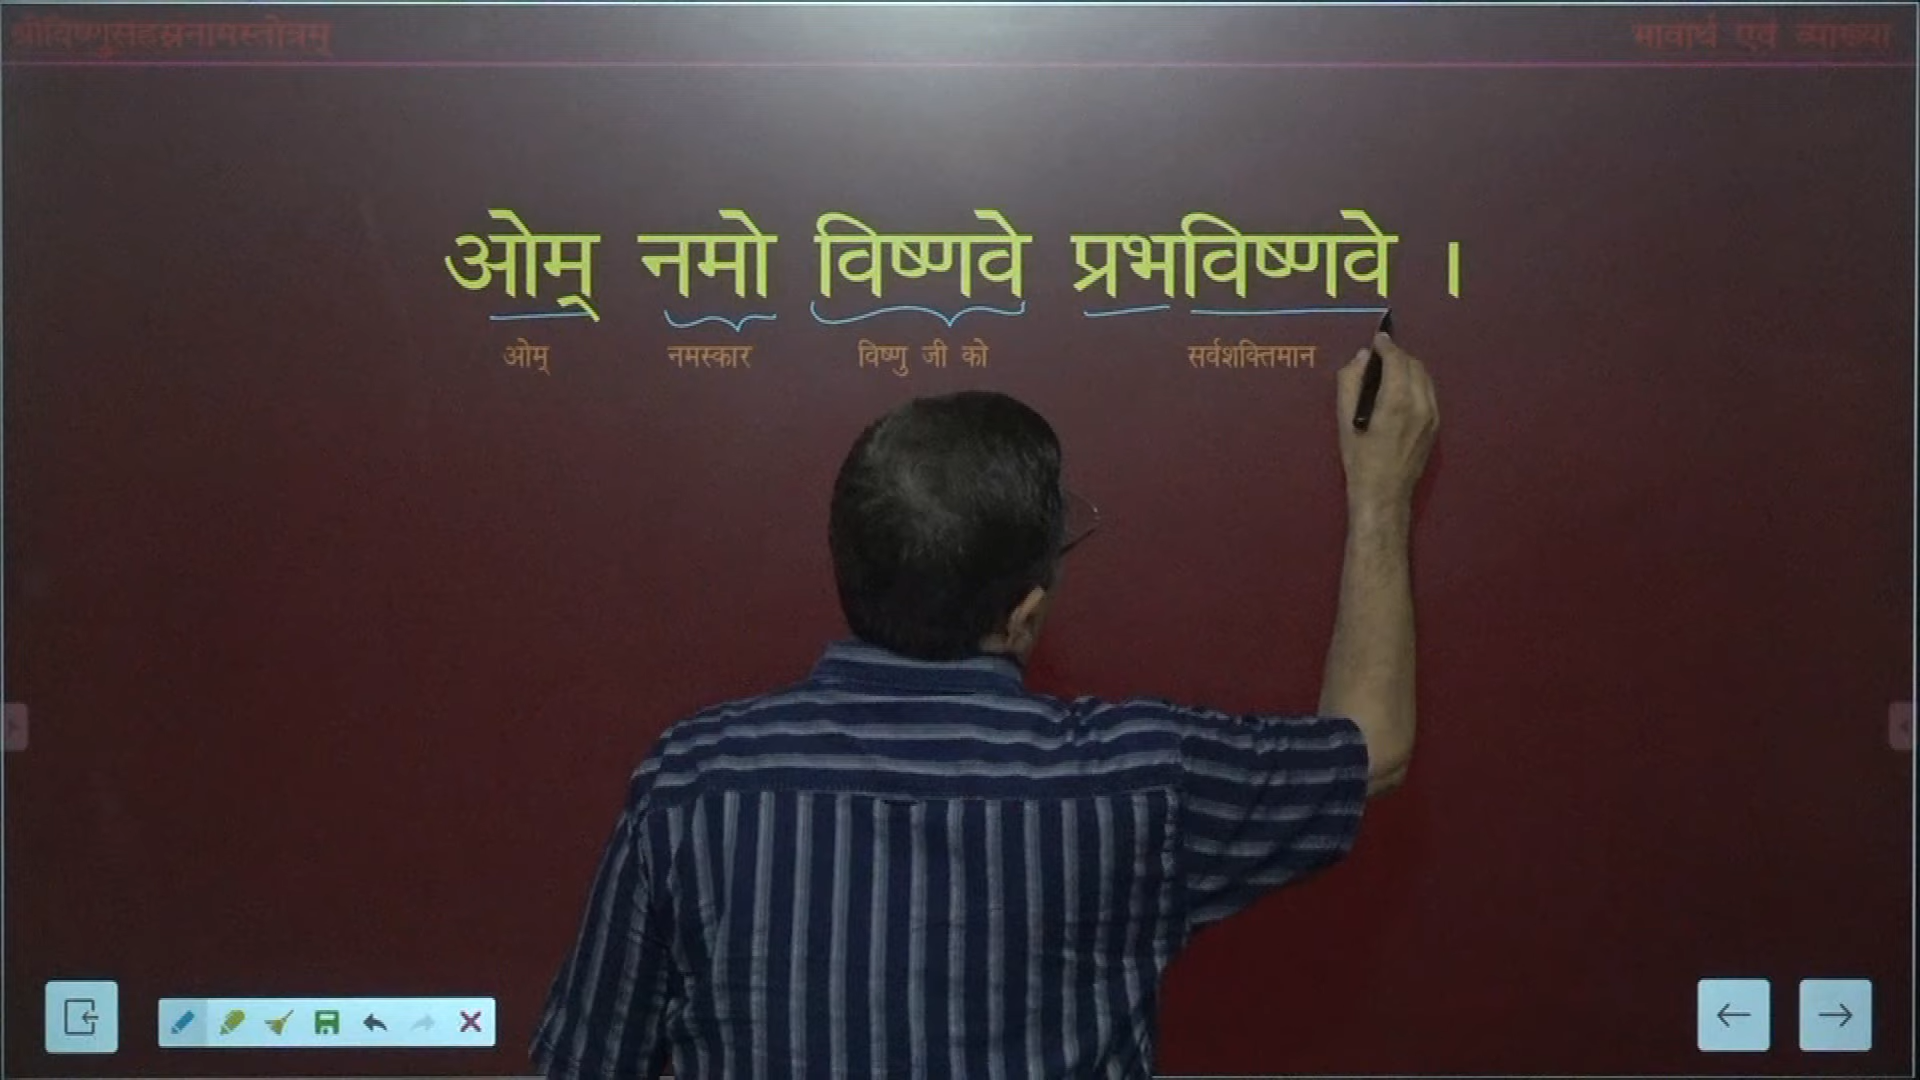 श्रीविष्णुसहस्रनामस्तोत्रम् भावार्थ एवं व्याख्या
ओम् नमो विष्णवे प्रभविष्णवे ।
ओम् नमस्कार विष्णु जी को सर्वशक्तिमान